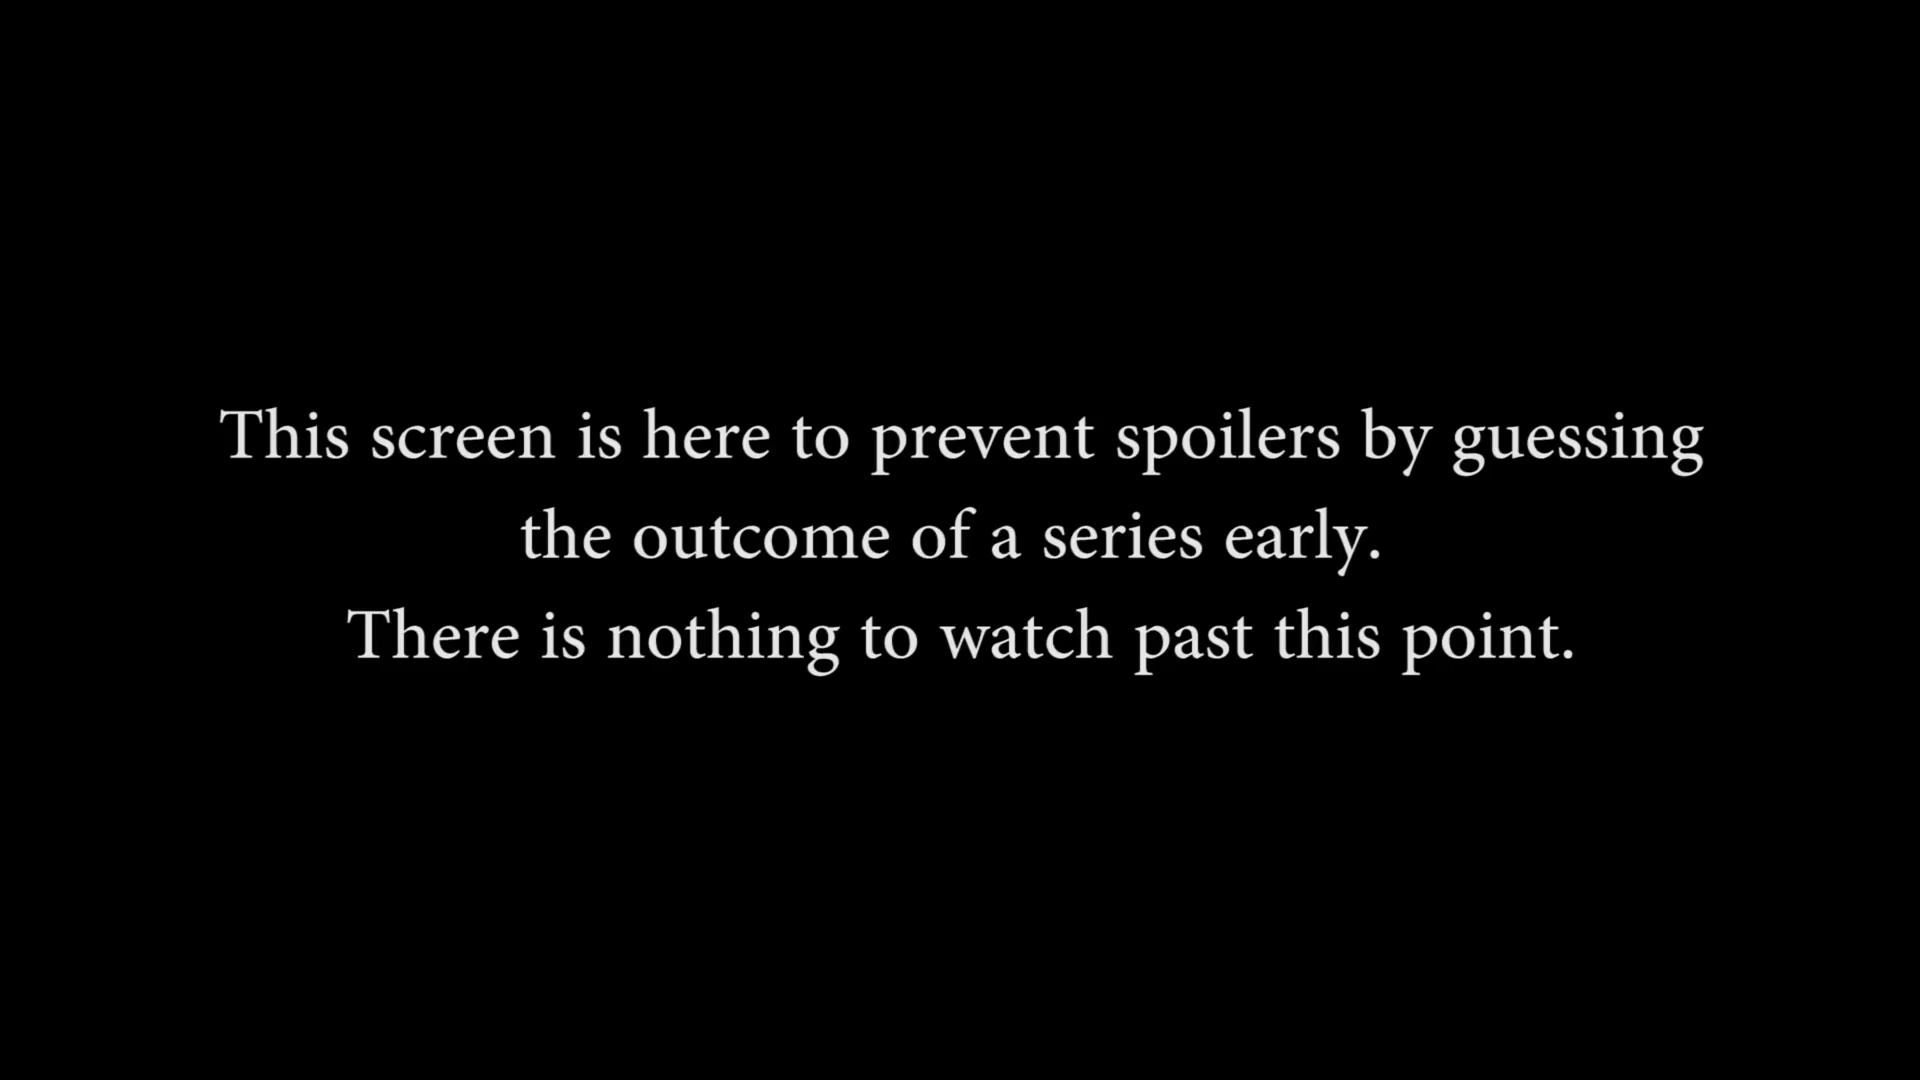 This screen is here to prevent spoilers by guessing
the outcome of a series early.
There is nothing to watch past this point.